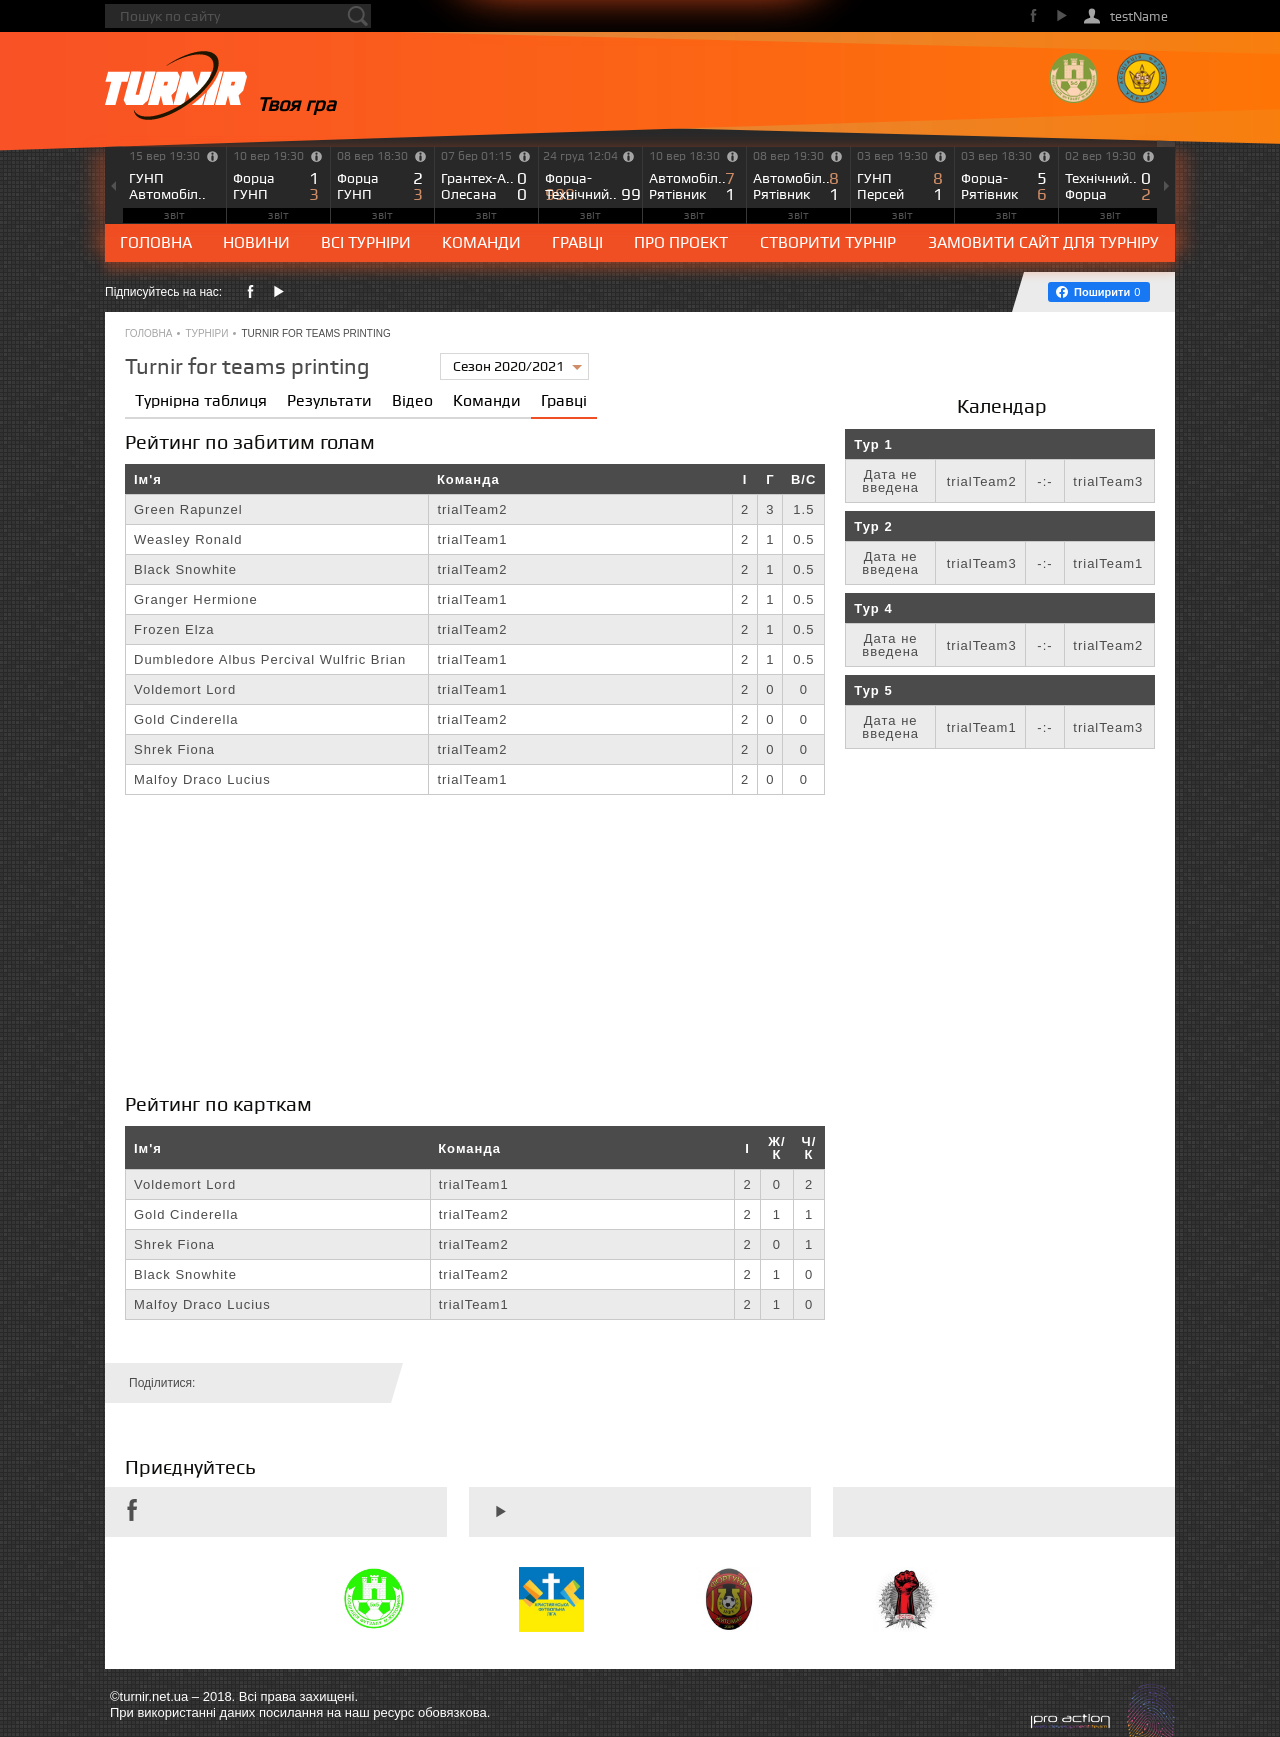 Пошук по сайту
testName
TURNIR
Твоя гра
15 вер 19:30
ГУНП
Автомобіл..
звіт
10 вер 19:30
Форца 1
ГУНП 3
звіт
08 вер 18:30
Форца 2
ГУНП 3
звіт
07 бер 01:15
Грантех-А.. 0
Олесана 0
звіт
24 груд 12:04
Форца-
Технічний.. 99
звіт
10 вер 18:30
Автомобіл.. 7
Рятівник 1
звіт
08 вер 19:30
Автомобіл.. 8
Рятівник 1
звіт
03 вер 19:30
ГУНП 8
Персей 1
звіт
03 вер 18:30
Форца- 5
Рятівник 6
звіт
02 вер 19:30
Технічний.. 0
Форца 2
звіт
ГОЛОВНА НОВИНИ ВСІ ТУРНІРИ КОМАНДИ ГРАВЦІ ПРО ПРОЕКТ СТВОРИТИ ТУРНІР ЗАМОВИТИ САЙТ ДЛЯ ТУРНІРУ
Підписуйтесь на нас:
Поширити 0
ГОЛОВНА • ТУРНІРИ • TURNIR FOR TEAMS PRINTING
Turnir for teams printing
Сезон 2020/2021
Турнірна таблиця Результати Відео Команди Гравці
Рейтинг по забитим голам
Ім'я Команда І Г В/С
Green Rapunzel trialTeam2 2 3 1.5
Weasley Ronald trialTeam1 2 1 0.5
Black Snowhite trialTeam2 2 1 0.5
Granger Hermione trialTeam1 2 1 0.5
Frozen Elza trialTeam2 2 1 0.5
Dumbledore Albus Percival Wulfric Brian trialTeam1 2 1 0.5
Voldemort Lord trialTeam1 2 0 0
Gold Cinderella trialTeam2 2 0 0
Shrek Fiona trialTeam2 2 0 0
Malfoy Draco Lucius trialTeam1 2 0 0
Календар
Тур 1
Дата не введена trialTeam2 -:- trialTeam3
Тур 2
Дата не введена trialTeam3 -:- trialTeam1
Тур 4
Дата не введена trialTeam3 -:- trialTeam2
Тур 5
Дата не введена trialTeam1 -:- trialTeam3
Рейтинг по карткам
Ім'я Команда І Ж/К Ч/К
Voldemort Lord trialTeam1 2 0 2
Gold Cinderella trialTeam2 2 1 1
Shrek Fiona trialTeam2 2 0 1
Black Snowhite trialTeam2 2 1 0
Malfoy Draco Lucius trialTeam1 2 1 0
Поділитися:
Приєднуйтесь
©turnir.net.ua – 2018. Всі права захищені.
При використанні даних посилання на наш ресурс обовязкова.
pro action